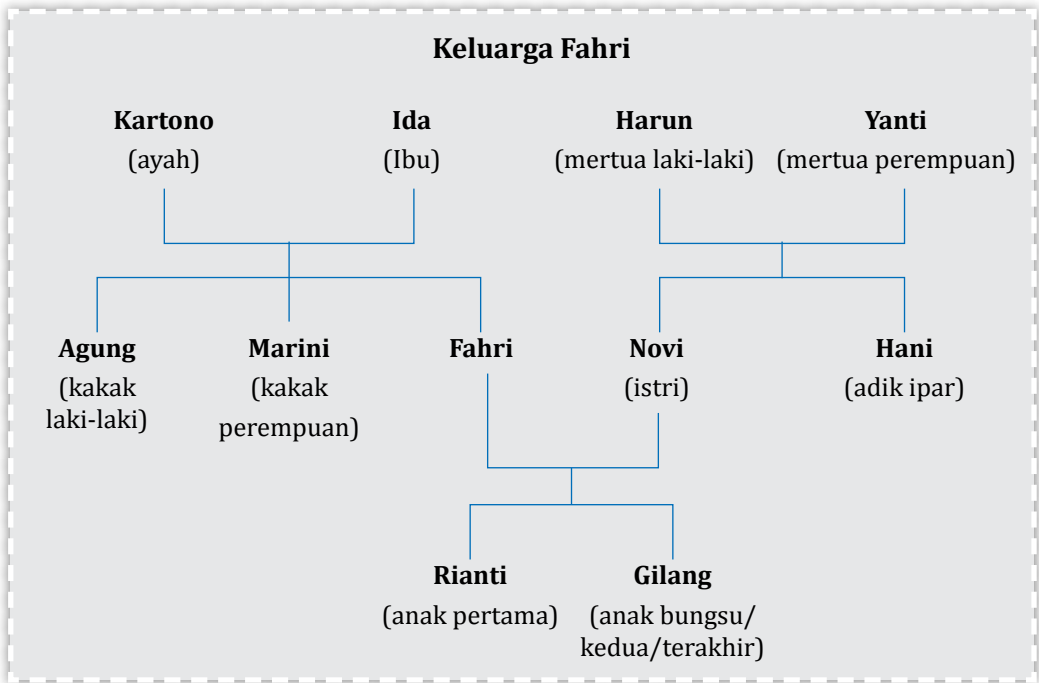 Keluarga Fahri
Kartono Ida Harun Yanti
(ayah) (Ibu) (mertua laki-laki) (mertua perempuan)
Agung Marini Fahri Novi Hani
(kakak (kakak (istri) (adik ipar)
laki-laki) perempuan)
Rianti Gilang
(anak pertama) (anak bungsu/
kedua/terakhir)